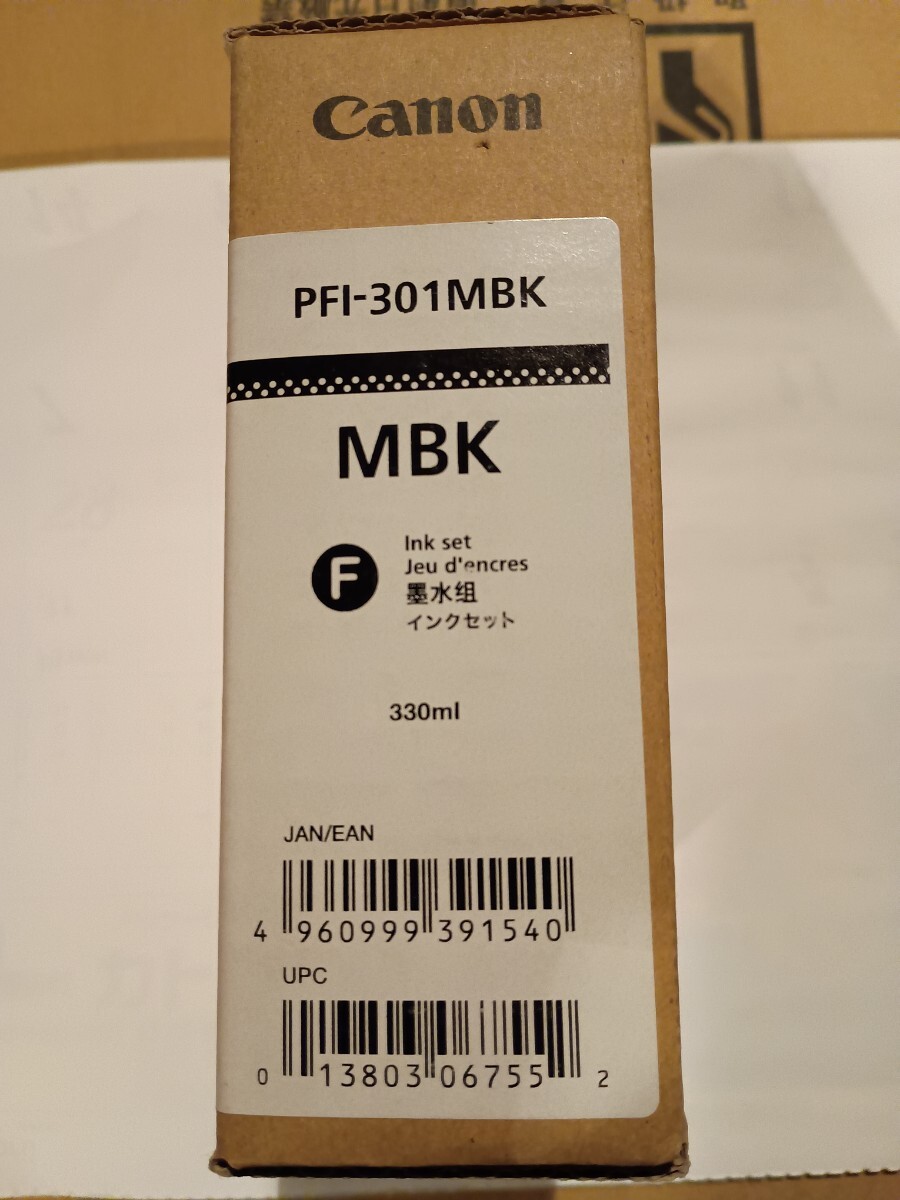 Canon
PFI-301MBK
MBK
F
Ink set
Jeu d'encres
墨水组
インクセット
330ml
JAN/EAN
4 960999 391540
UPC
0 13803 06755 2